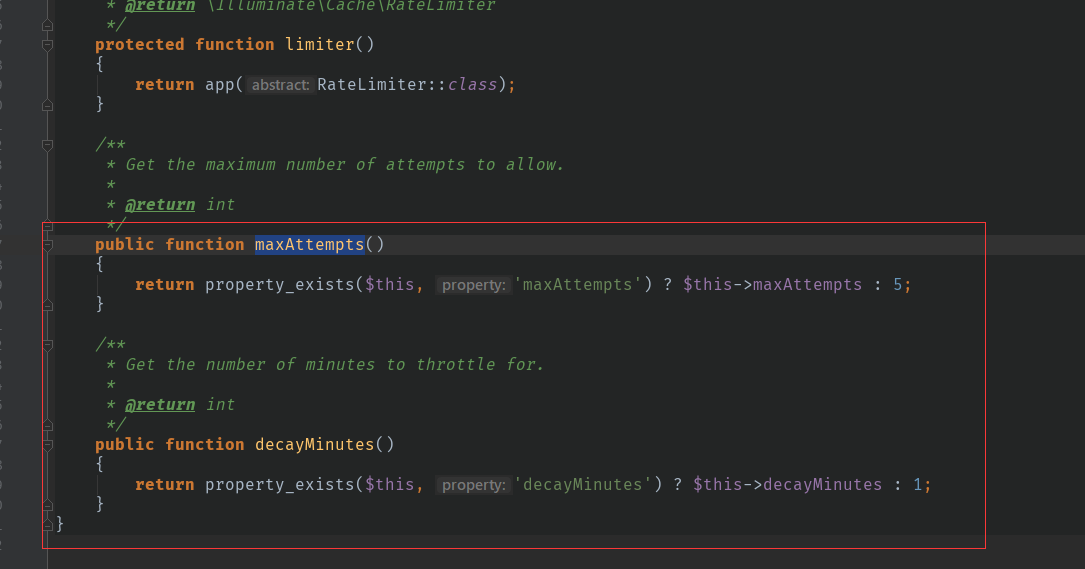 * @return \Illuminate\Cache\RateLimiter
*/
protected function limiter()
{
return app( abstract: RateLimiter::class);
}
/**
* Get the maximum number of attempts to allow.
*
* @return int
*/
public function maxAttempts()
{
return property_exists($this, property: 'maxAttempts') ? $this->maxAttempts : 5;
}
/**
* Get the number of minutes to throttle for.
*
* @return int
*/
public function decayMinutes()
{
return property_exists($this, property: 'decayMinutes') ? $this->decayMinutes : 1;
}
}